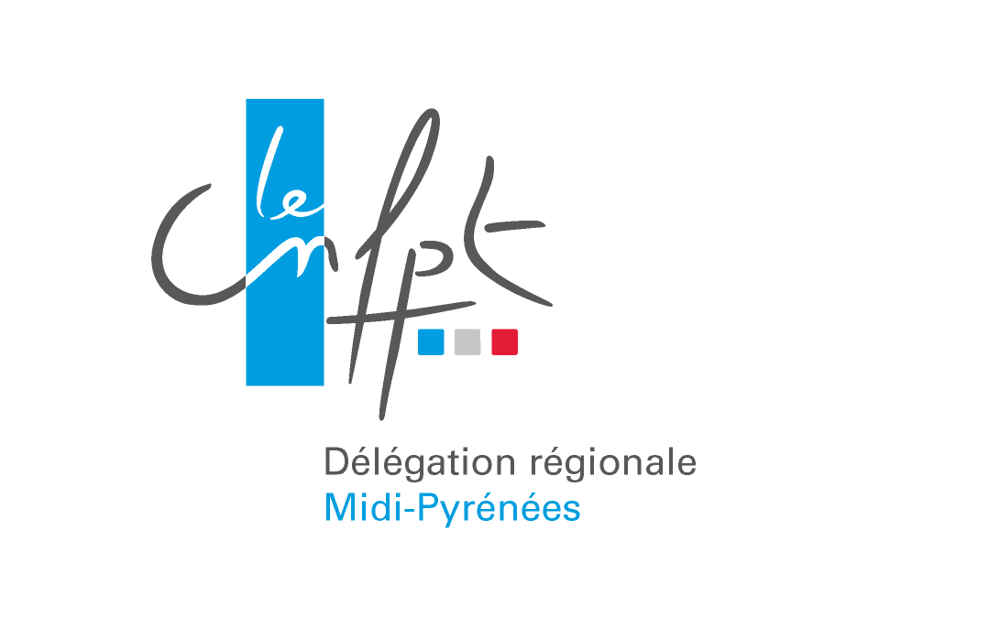 le
cnfpt
Délégation régionale
Midi-Pyrénées